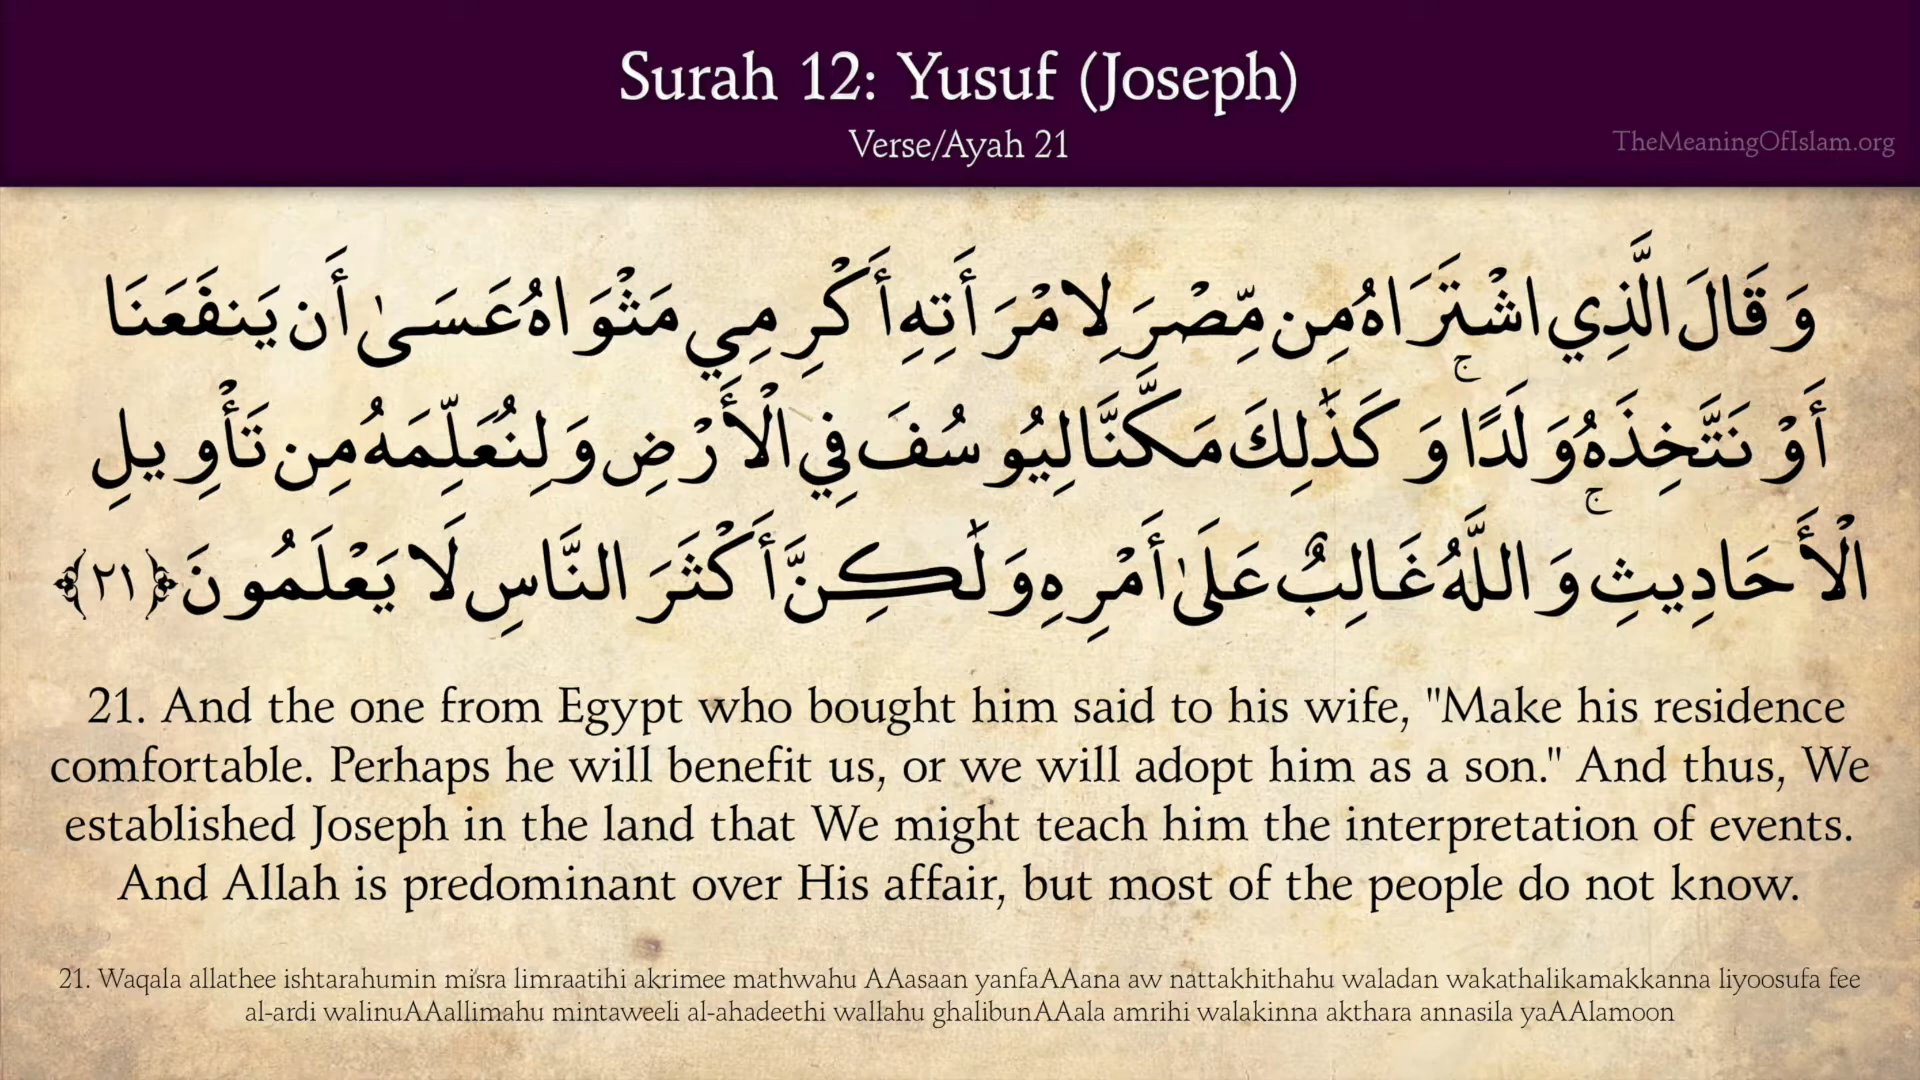 Surah 12: Yusuf (Joseph)
Verse/Ayah 21
TheMeaningOfIslam.org
وَقَالَ الَّذِي اشْتَرَاهُ مِن مِّصْرَ لِامْرَأَتِهِ أَكْرِمِي مَثْوَاهُ عَسَىٰ أَن يَنفَعَنَا
أَوْ نَتَّخِذَهُ وَلَدًا ۚ وَكَذَٰلِكَ مَكَّنَّا لِيُوسُفَ فِي الْأَرْضِ وَلِنُعَلِّمَهُ مِن تَأْوِيلِ
الْأَحَادِيثِ ۚ وَاللَّهُ غَالِبٌ عَلَىٰ أَمْرِهِ وَلَٰكِنَّ أَكْثَرَ النَّاسِ لَا يَعْلَمُونَ ﴿٢١﴾
21. And the one from Egypt who bought him said to his wife, "Make his residence
comfortable. Perhaps he will benefit us, or we will adopt him as a son." And thus, We
established Joseph in the land that We might teach him the interpretation of events.
And Allah is predominant over His affair, but most of the people do not know.
21. Waqala allathee ishtarahumin misra limraatihi akrimee mathwahu AAasaan yanfaAAana aw nattakhithahu waladan wakathalikamakkanna liyoosufa fee
al-ardi walinuAAallimahu mintaweeli al-ahadeethi wallahu ghalibunAAala amrihi walakinna akthara annasila yaAAlamoon